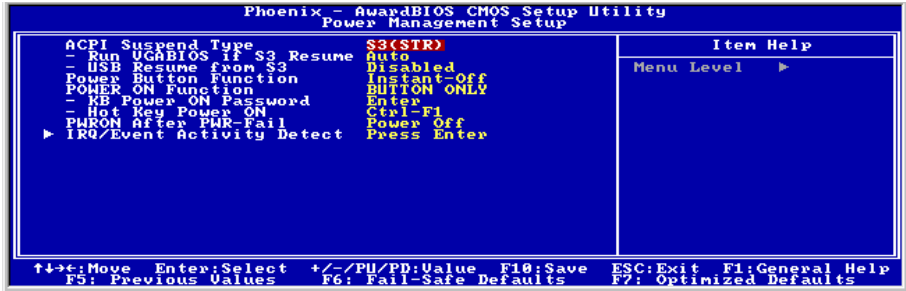 Phoenix - AwardBIOS CMOS Setup Utility
Power Management Setup
ACPI Suspend Type S3(STR)
- Run VGABIOS if S3 Resume Auto
- USB Resume from S3 Disabled
Power Button Function Instant-Off
POWER ON Function BUTTON ONLY
- KB Power ON Password Enter
- Hot Key Power ON Ctrl-F1
PWRON After PWR-Fail Power Off
► IRQ/Event Activity Detect Press Enter
Item Help
Menu Level ►
↑↓→←:Move Enter:Select +/-/PU/PD:Value F10:Save ESC:Exit F1:General Help
F5: Previous Values F6: Fail-Safe Defaults F7: Optimized Defaults